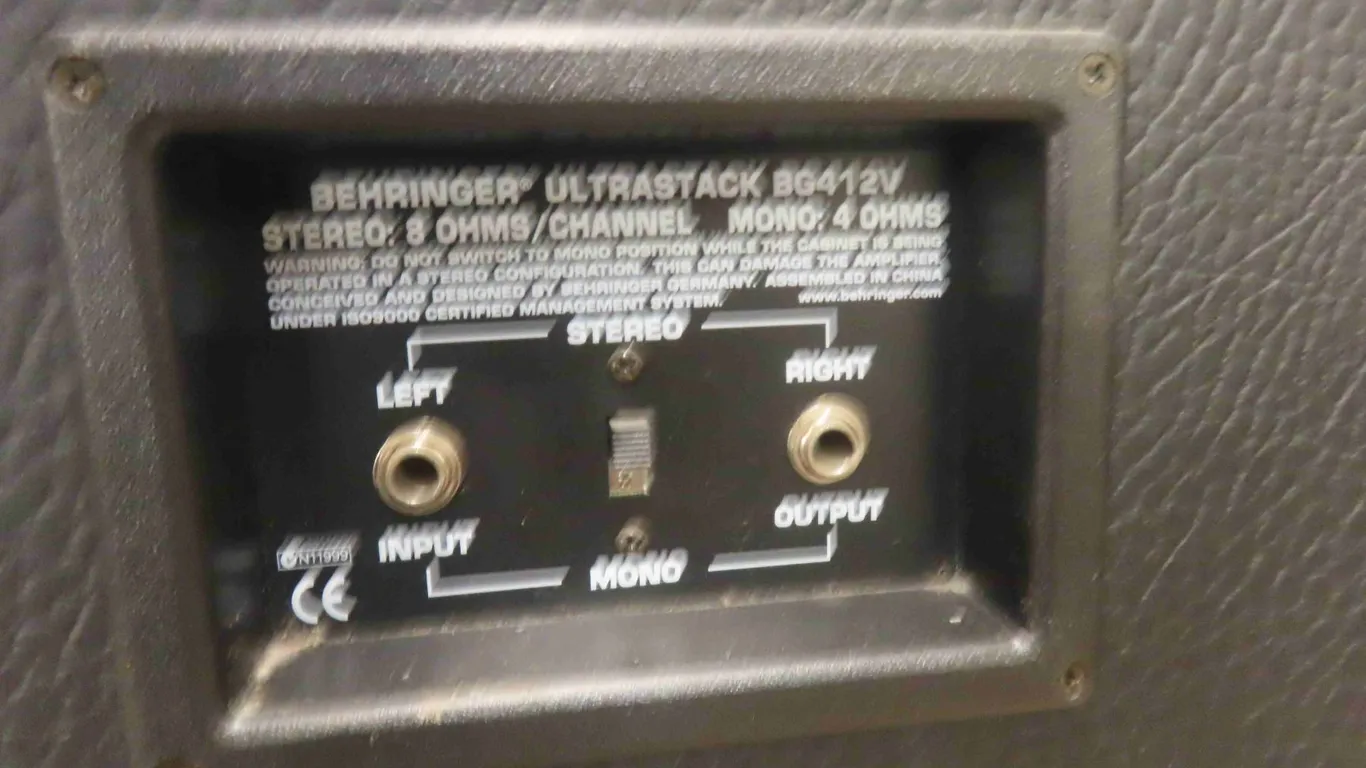 BEHRINGER® ULTRASTACK BG412V
STEREO: 8 OHMS/CHANNEL MONO: 4 OHMS
WARNING: DO NOT SWITCH TO MONO POSITION WHILE THE CABINET IS BEING
OPERATED IN A STEREO CONFIGURATION. THIS CAN DAMAGE THE AMPLIFIER.
CONCEIVED AND DESIGNED BY BEHRINGER GERMANY. ASSEMBLED IN CHINA
UNDER ISO9000 CERTIFIED MANAGEMENT SYSTEM. www.behringer.com
STEREO
LEFT RIGHT
INPUT OUTPUT
MONO
N11999
CE